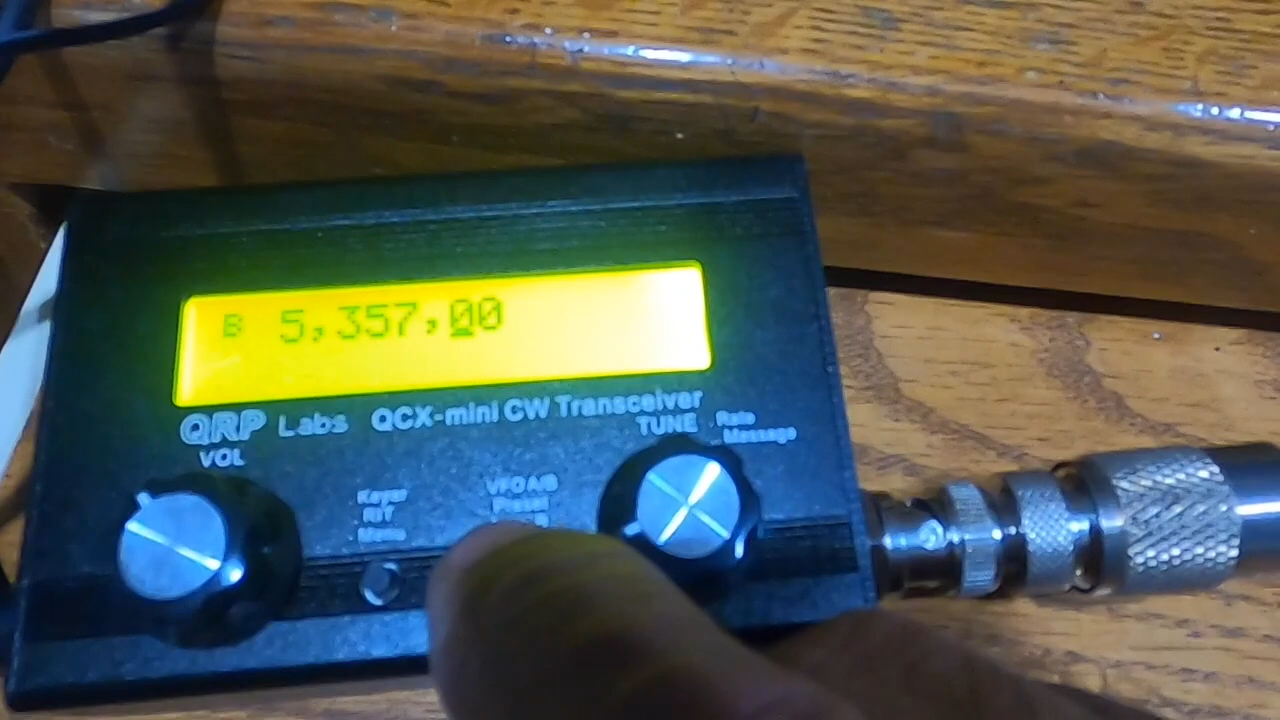 B 5,357,00
QRP Labs QCX-mini CW Transceiver
VOL
TUNE
Rate
Message
Keyer
RIT
Menu
VFO A/B
Preset